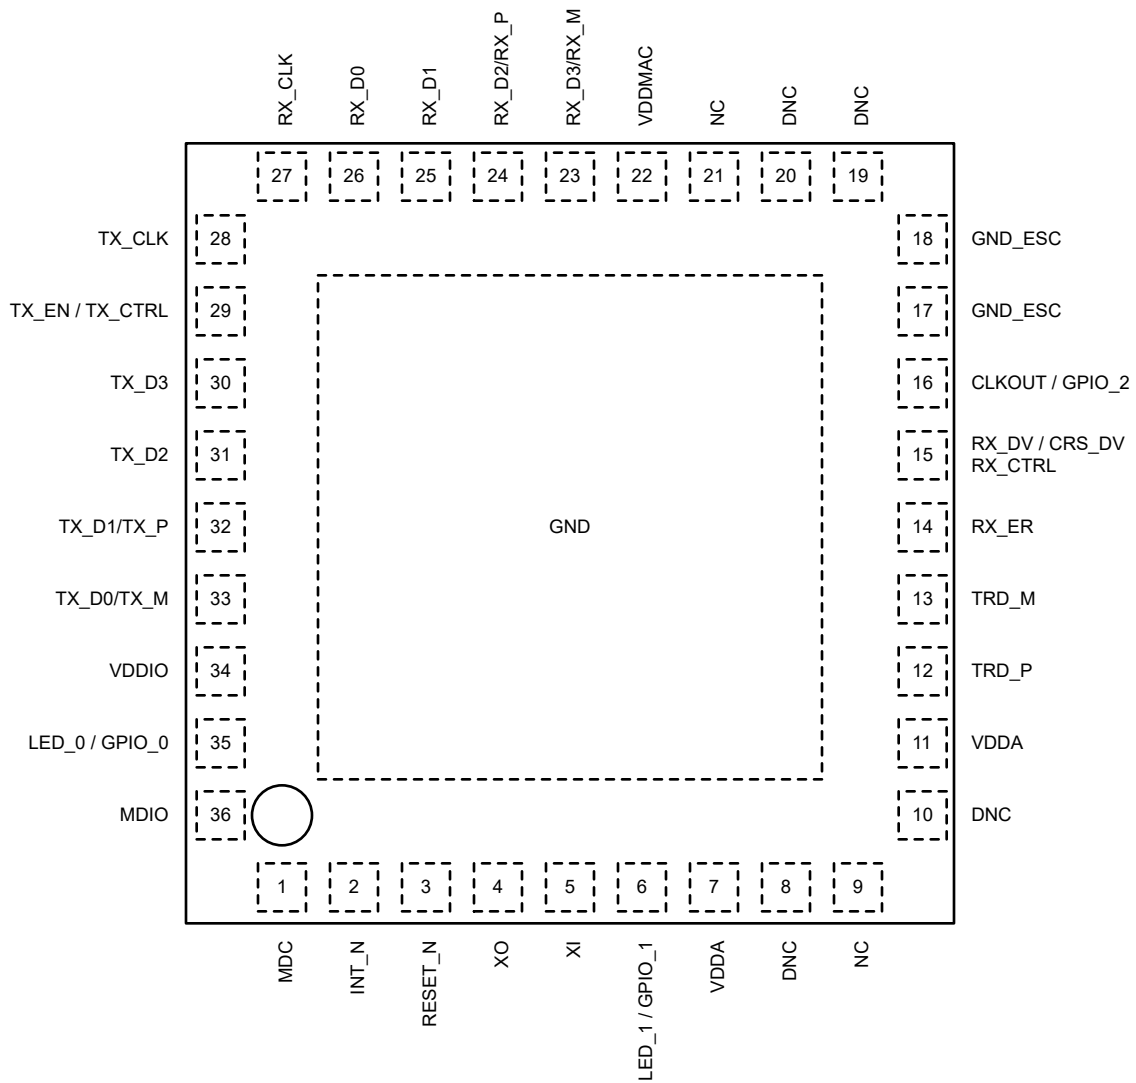 RX_CLK
RX_D0
RX_D1
RX_D2/RX_P
RX_D3/RX_M
VDDMAC
NC
DNC
DNC
27
26
25
24
23
22
21
20
19
TX_CLK
28
18
GND_ESC
TX_EN / TX_CTRL
29
17
GND_ESC
TX_D3
30
16
CLKOUT / GPIO_2
TX_D2
31
15
RX_DV / CRS_DV
RX_CTRL
TX_D1/TX_P
32
GND
14
RX_ER
TX_D0/TX_M
33
13
TRD_M
VDDIO
34
12
TRD_P
LED_0 / GPIO_0
35
11
VDDA
MDIO
36
10
DNC
1
2
3
4
5
6
7
8
9
MDC
INT_N
RESET_N
XO
XI
LED_1 / GPIO_1
VDDA
DNC
NC